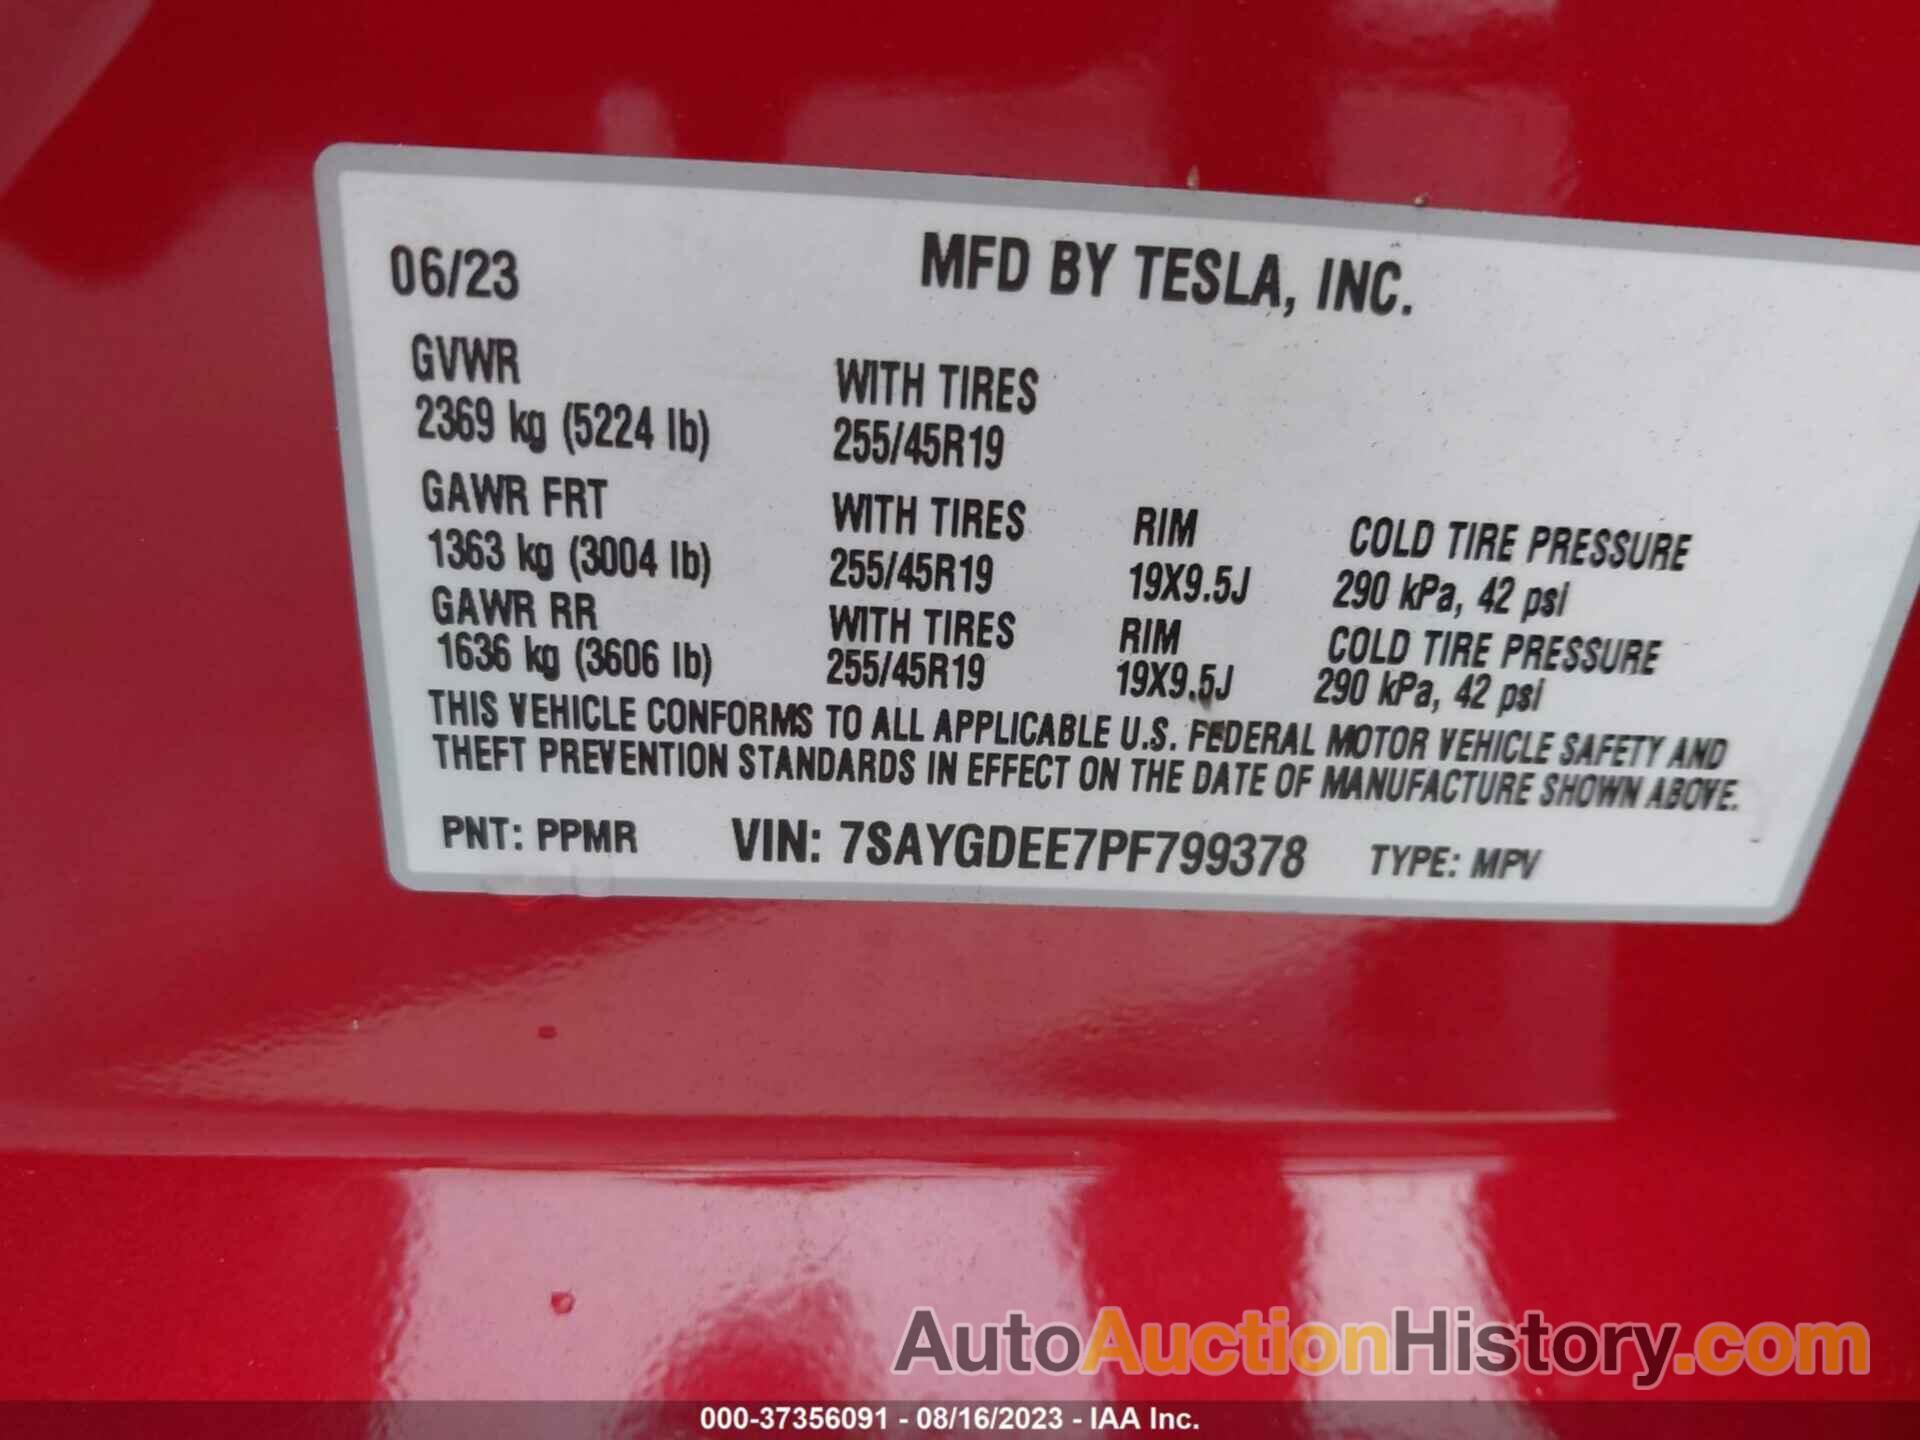 06/23 MFD BY TESLA, INC.
GVWR WITH TIRES
2369 kg (5224 lb) 255/45R19
GAWR FRT WITH TIRES RIM COLD TIRE PRESSURE
1363 kg (3004 lb) 255/45R19 19X9.5J 290 kPa, 42 psi
GAWR RR WITH TIRES RIM COLD TIRE PRESSURE
1636 kg (3606 lb) 255/45R19 19X9.5J 290 kPa, 42 psi
THIS VEHICLE CONFORMS TO ALL APPLICABLE U.S. FEDERAL MOTOR VEHICLE SAFETY AND
THEFT PREVENTION STANDARDS IN EFFECT ON THE DATE OF MANUFACTURE SHOWN ABOVE.
PNT: PPMR VIN: 7SAYGDEE7PF799378 TYPE: MPV
AutoAuctionHistory.com
000-37356091 - 08/16/2023 - IAA Inc.